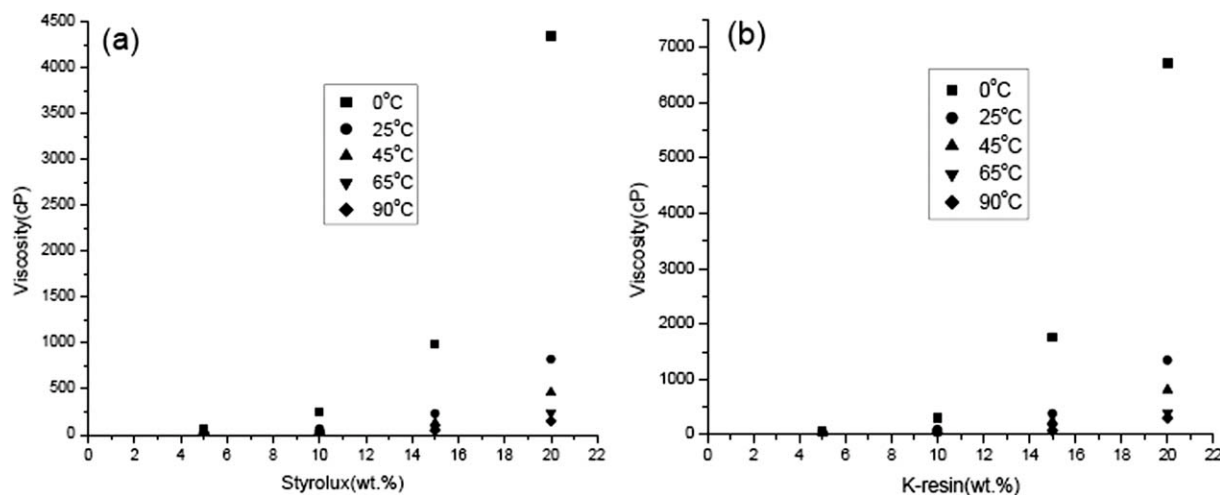 (a)
4500
4000
3500
3000
2500
2000
1500
1000
500
0
Viscosity(cP)
0°C
25°C
45°C
65°C
90°C
0 2 4 6 8 10 12 14 16 18 20 22
Styrolux(wt.%)
(b)
7000
6000
5000
4000
3000
2000
1000
0
Viscosity(cP)
0°C
25°C
45°C
65°C
90°C
0 2 4 6 8 10 12 14 16 18 20 22
K-resin(wt.%)